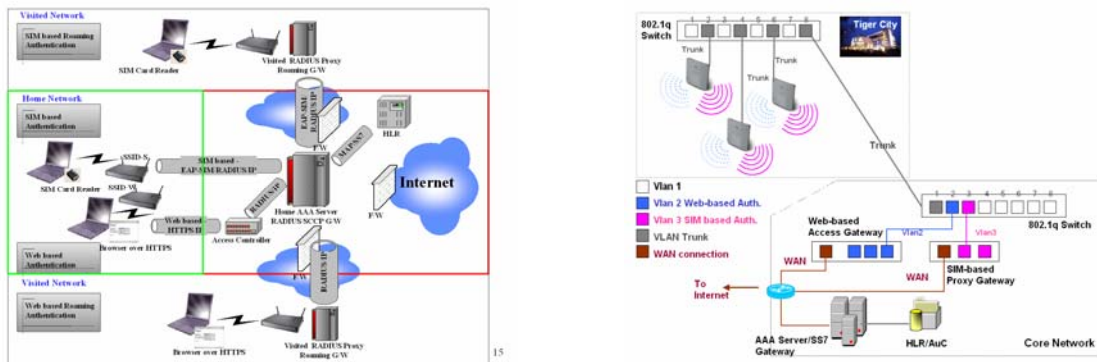 Visited Network
SIM based Roaming
Authentication
SIM Card Reader
Visited RADIUS Proxy
Roaming G/W
Home Network
SIM based
Authentication
EAP-SIM/
RADIUS/IP
F/W
HLR
MAP/SS7
SSID-S
SIM based -
EAP-SIM/RADIUS/IP
SIM Card Reader
SSID-W
RADIUS/IP
Internet
F/W
Home AAA Server
RADIUS/SCCP G/W
Web based
HTTPS/IP
Access Controller
Browser over HTTPS
Web based
Authentication
F/W
RADIUS/IP
Visited Network
Web based Roaming
Authentication
Browser over HTTPS
Visited RADIUS Proxy
Roaming G/W
15
802.1q
Switch
1 2 3 4 5 6 7 8
Tiger City
Trunk
Trunk
Trunk
Trunk
Vlan 1
Vlan 2 Web-based Auth.
Vlan 3 SIM based Auth.
VLAN Trunk
WAN connection
1 2 3 4 5 6 7 8
802.1Q Switch
Web-based
Access Gateway
Vlan2
Vlan3
WAN
WAN
SIM-based
Proxy Gateway
To
Internet
AAA Server/SS7
Gateway
HLR/AuC
Core Network